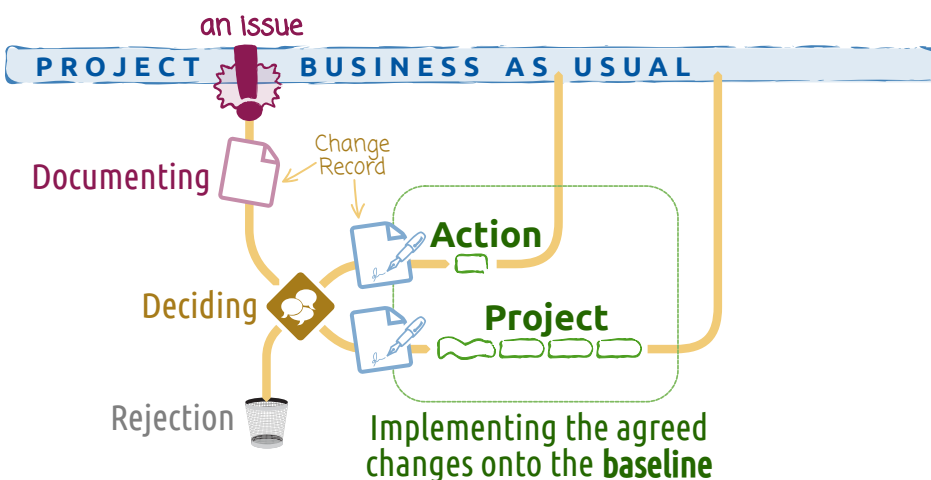 an issue
PROJECT BUSINESS AS USUAL
Change
Record
Documenting
Action
Deciding
Project
Rejection
Implementing the agreed
changes onto the baseline